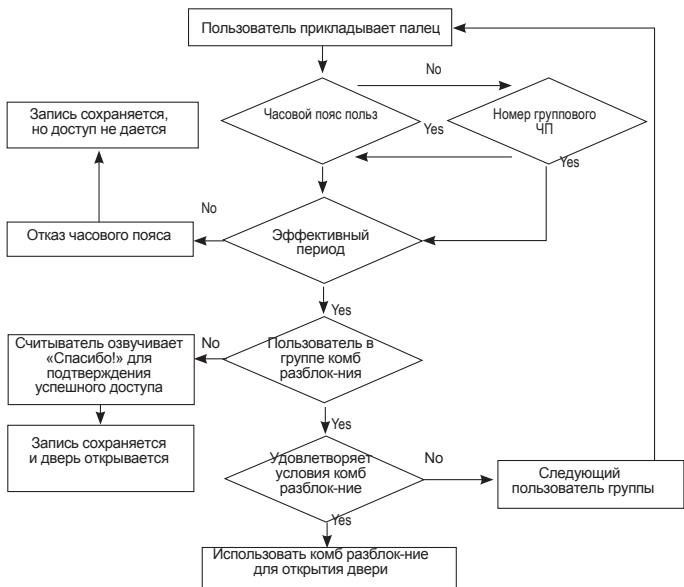 Пользователь прикладывает палец
No
Часовой пояс польз
Yes
Номер группового
ЧП
Yes
Запись сохраняется,
но доступ не дается
No
Отказ часового пояса
Эффективный
период
Yes
Считыватель озвучивает
«Спасибо!» для
подтверждения
успешного доступа
No
Пользователь в
группе комб
разблок-ния
Запись сохраняется
и дверь открывается
Yes
Удовлетворяет
условия комб
разблок-ние
No
Следующий
пользователь группы
Yes
Использовать комб разблок-ние
для открытия двери